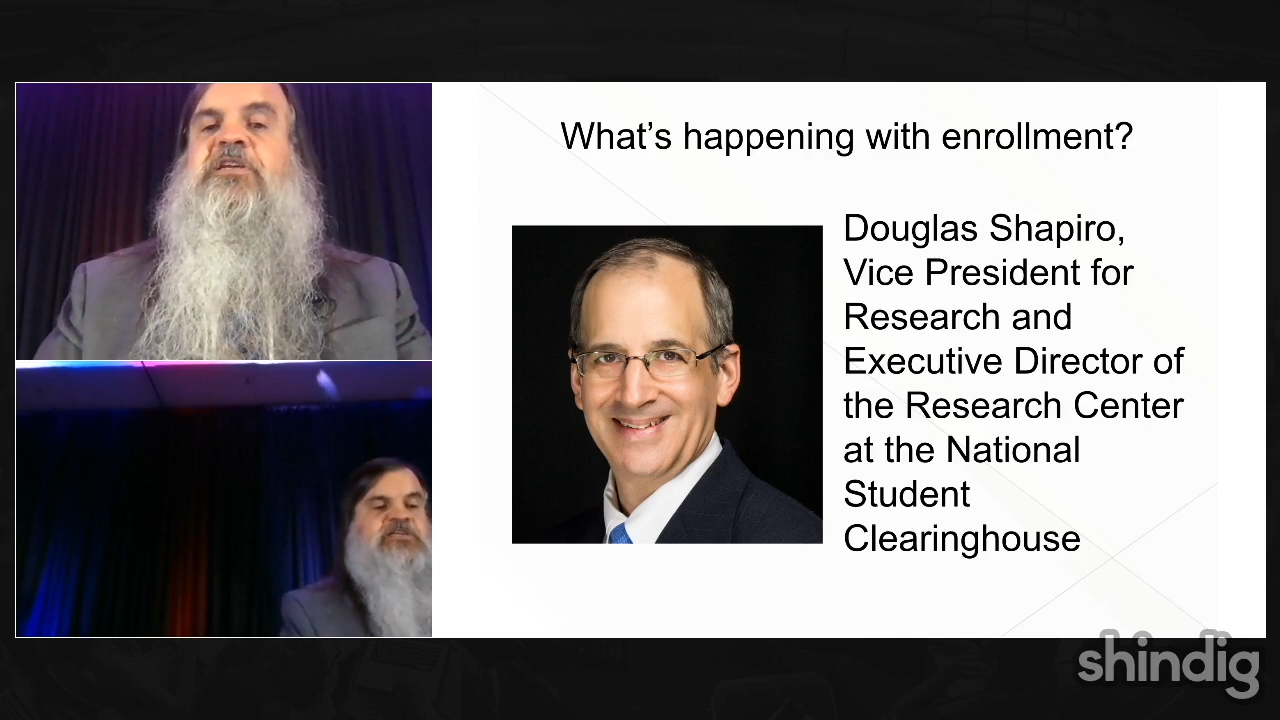 What's happening with enrollment?
Douglas Shapiro,
Vice President for
Research and
Executive Director of
the Research Center
at the National
Student
Clearinghouse
shindig